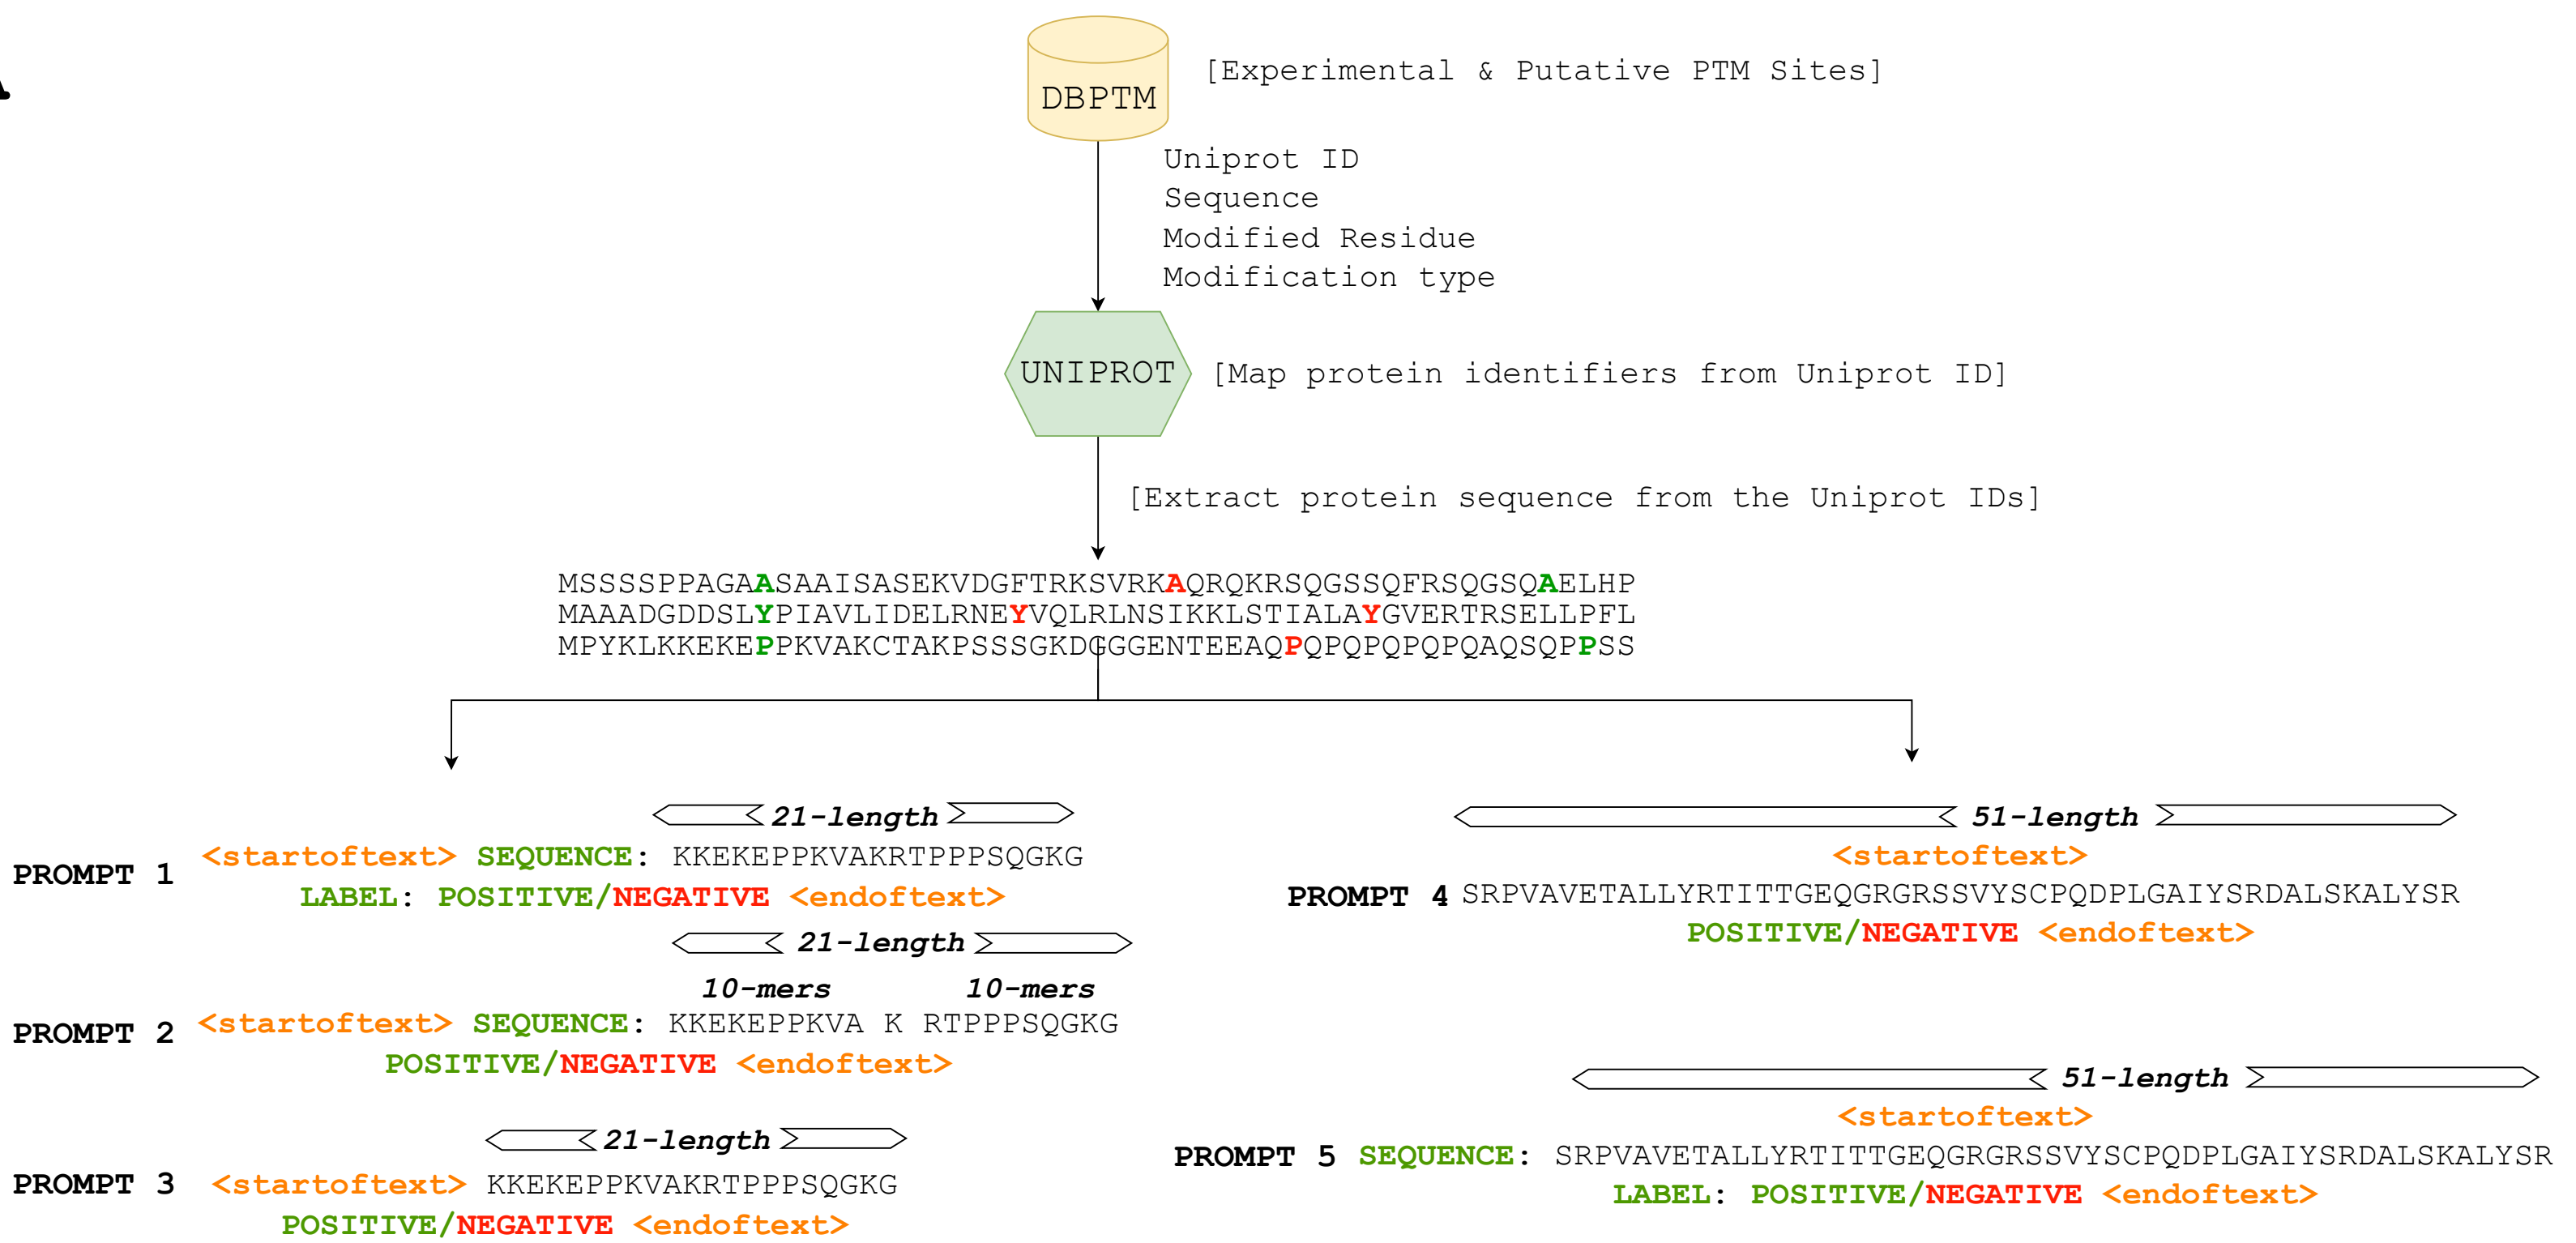 A
[Experimental & Putative PTM Sites]
DBPTM
Uniprot ID
Sequence
Modified Residue
Modification type
UNIPROT [Map protein identifiers from Uniprot ID]
[Extract protein sequence from the Uniprot IDs]
MSSSSPPAGAASAAISASEKVDGFTRKSVRKAQRQKRSQGSSQFRSQGSQAELHP
MAAADGDDSLYPIAVLIDELRNEYVQLRLNSIKKLSTIALAYGVERTRSELLPFL
MPYKLKKEKEPPKVAKCTAKPSSSGKDGGGENTEEAQPQPQPQPQPQAQSQPPSS
21-length
PROMPT 1 <startoftext> SEQUENCE: KKEKEPPKVAKRTPPPSQGKG
LABEL: POSITIVE/NEGATIVE <endoftext>
21-length
10-mers 10-mers
PROMPT 2 <startoftext> SEQUENCE: KKEKEPPKVA K RTPPPSQGKG
POSITIVE/NEGATIVE <endoftext>
21-length
PROMPT 3 <startoftext> KKEKEPPKVAKRTPPPSQGKG
POSITIVE/NEGATIVE <endoftext>
51-length
<startoftext>
PROMPT 4 SRPVAVETALLYRTITTGEQGRGRSSVYSCPQDPLGAIYSRDALSKALYSR
POSITIVE/NEGATIVE <endoftext>
51-length
<startoftext>
PROMPT 5 SEQUENCE: SRPVAVETALLYRTITTGEQGRGRSSVYSCPQDPLGAIYSRDALSKALYSR
LABEL: POSITIVE/NEGATIVE <endoftext>